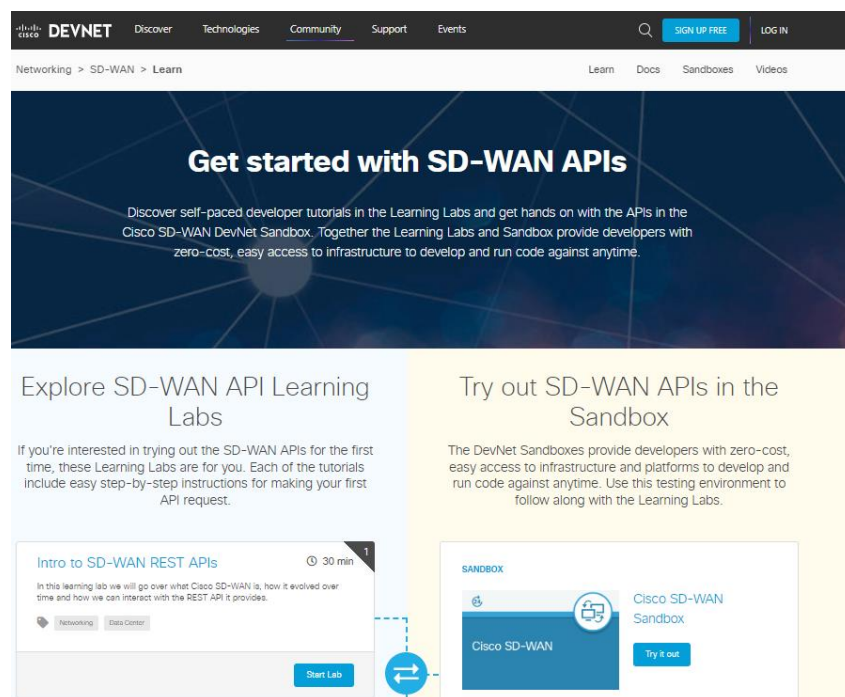 cisco DEVNET Discover Technologies Community Support Events SIGN UP FREE LOG IN
Networking > SD-WAN > Learn Learn Docs Sandboxes Videos
Get started with SD-WAN APIs
Discover self-paced developer tutorials in the Learning Labs and get hands on with the APIs in the
Cisco SD-WAN DevNet Sandbox. Together the Learning Labs and Sandbox provide developers with
zero-cost, easy access to infrastructure to develop and run code against anytime.
Explore SD-WAN API Learning
Labs
If you're interested in trying out the SD-WAN APIs for the first
time, these Learning Labs are for you. Each of the tutorials
include easy step-by-step instructions for making your first
API request.
Intro to SD-WAN REST APIs 30 min 1
In this learning lab we will go over what Cisco SD-WAN is, how it evolved over
time and how we can interact with the REST API it provides.
Networking Data Center
Start Lab
Try out SD-WAN APIs in the
Sandbox
The DevNet Sandboxes provide developers with zero-cost,
easy access to infrastructure and platforms to develop and
run code against anytime. Use this testing environment to
follow along with the Learning Labs.
SANDBOX
Cisco SD-WAN
Cisco SD-WAN
Sandbox
Try it out